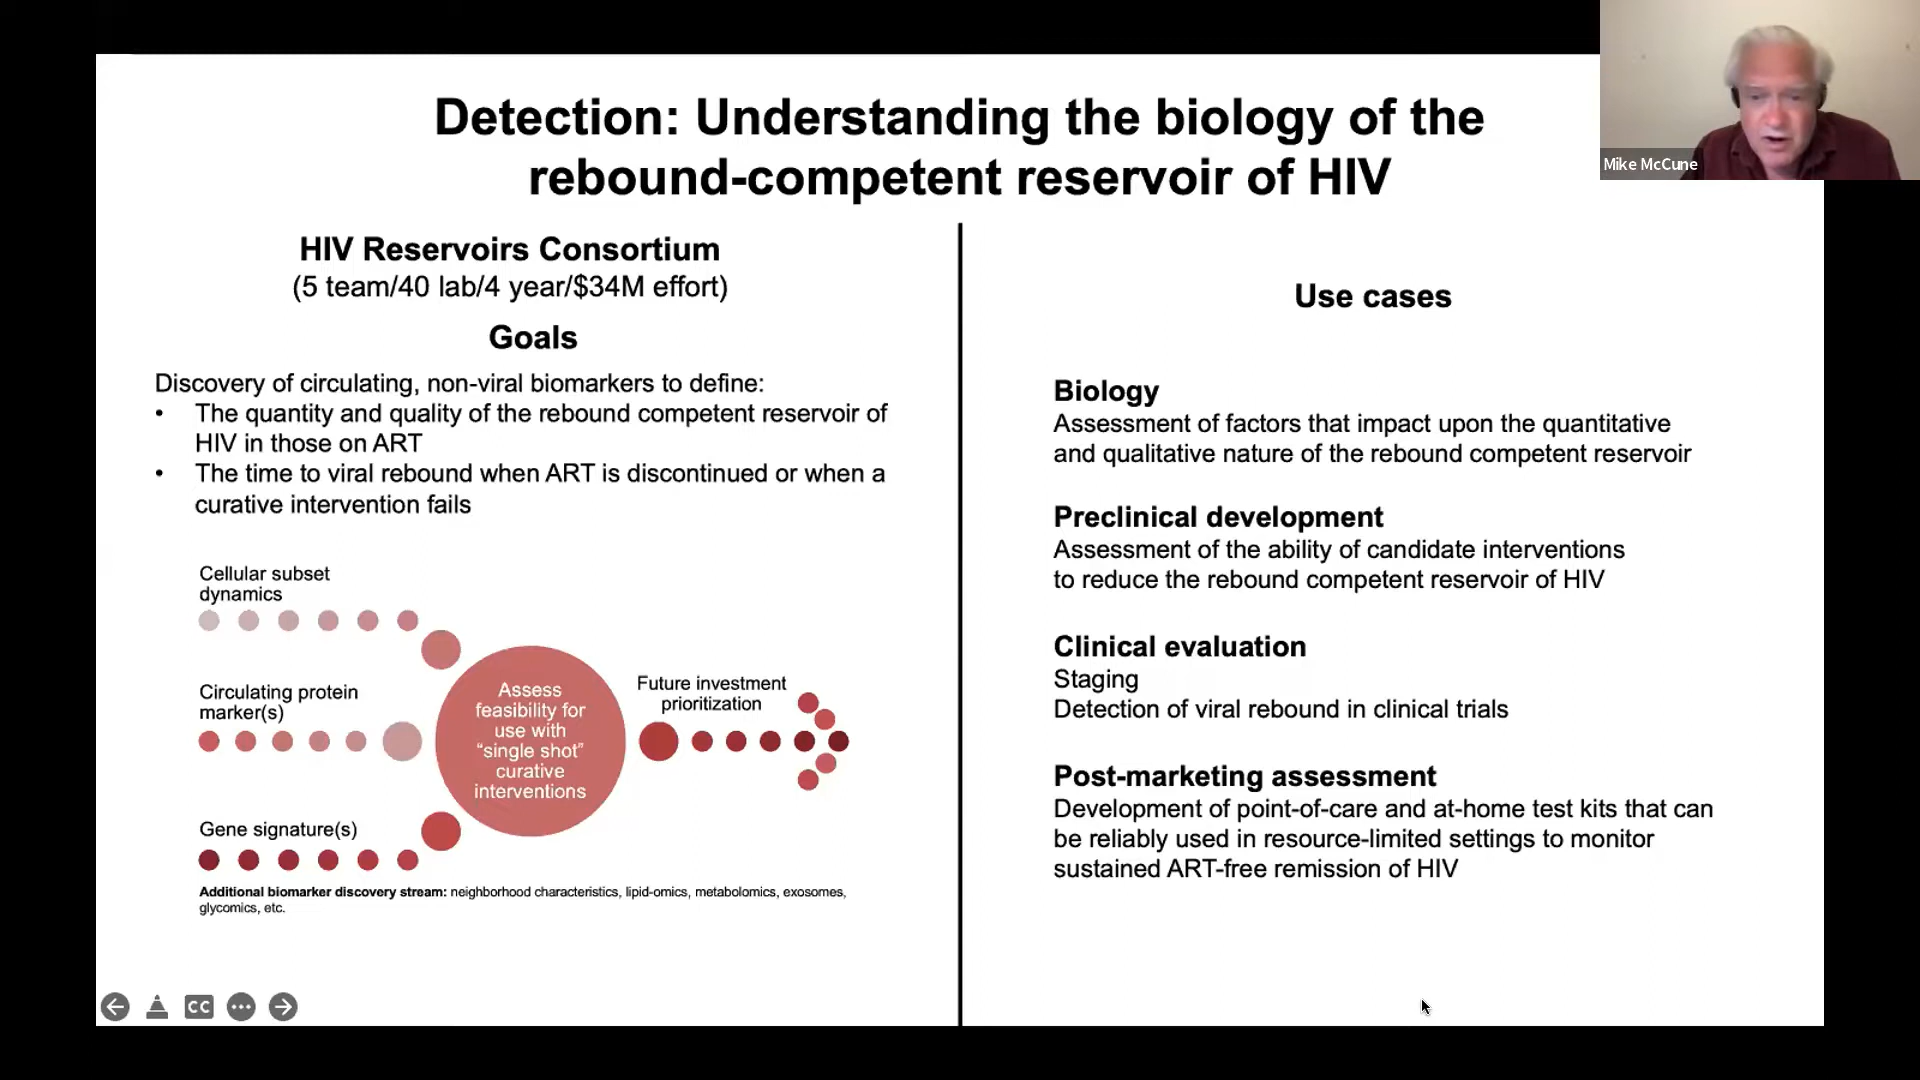 Detection: Understanding the biology of the
rebound-competent reservoir of HIV
Mike McCune
HIV Reservoirs Consortium
(5 team/40 lab/4 year/$34M effort)
Goals
Discovery of circulating, non-viral biomarkers to define:
• The quantity and quality of the rebound competent reservoir of
HIV in those on ART
• The time to viral rebound when ART is discontinued or when a
curative intervention fails
Cellular subset
dynamics
Circulating protein
marker(s)
Gene signature(s)
Assess
feasibility for
use with
“single shot”
curative
interventions
Future investment
prioritization
Additional biomarker discovery stream: neighborhood characteristics, lipid-omics, metabolomics, exosomes,
glycomics, etc.
Use cases
Biology
Assessment of factors that impact upon the quantitative
and qualitative nature of the rebound competent reservoir
Preclinical development
Assessment of the ability of candidate interventions
to reduce the rebound competent reservoir of HIV
Clinical evaluation
Staging
Detection of viral rebound in clinical trials
Post-marketing assessment
Development of point-of-care and at-home test kits that can
be reliably used in resource-limited settings to monitor
sustained ART-free remission of HIV
CC